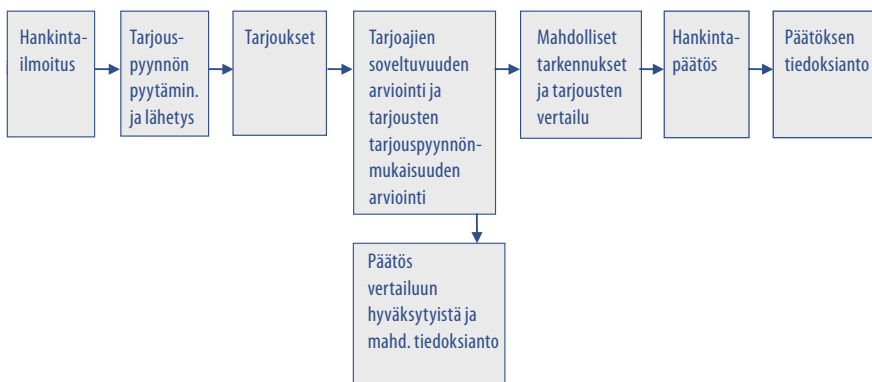 Hankinta-
ilmoitus
Tarjous-
pyynnön
pyytämin.
ja lähetys
Tarjoukset
Tarjoajien
soveltuvuuden
arviointi ja
tarjousten
tarjouspyynnön-
mukaisuuden
arviointi
Mahdolliset
tarkennukset
ja tarjousten
vertailu
Hankinta-
päätös
Päätöksen
tiedoksianto
Päätös
vertailuun
hyväksytyistä ja
mahd. tiedoksianto